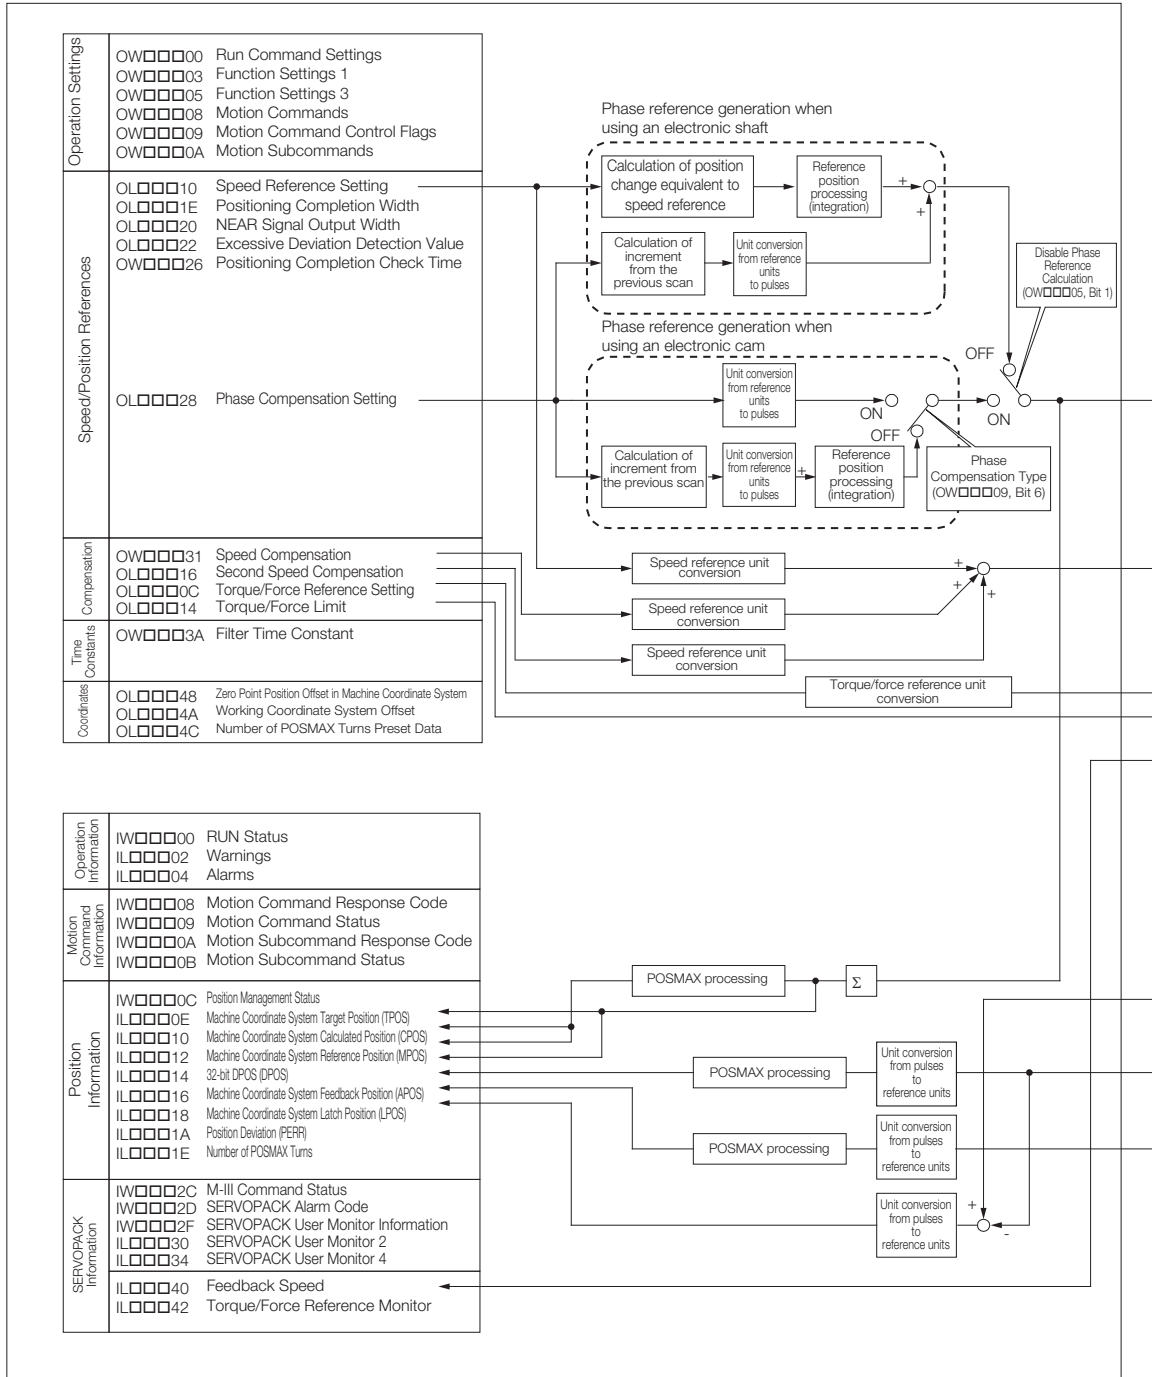 Operation Settings
OW□□□00 Run Command Settings
OW□□□03 Function Settings 1
OW□□□05 Function Settings 3
OW□□□08 Motion Commands
OW□□□09 Motion Command Control Flags
OW□□□0A Motion Subcommands
Speed/Position References
OL□□□10 Speed Reference Setting
OL□□□1E Positioning Completion Width
OL□□□20 NEAR Signal Output Width
OL□□□22 Excessive Deviation Detection Value
OW□□□26 Positioning Completion Check Time
OL□□□28 Phase Compensation Setting
Compensation
OW□□□31 Speed Compensation
OL□□□16 Second Speed Compensation
OL□□□0C Torque/Force Reference Setting
OL□□□14 Torque/Force Limit
Time
Constants
OW□□□3A Filter Time Constant
Coordinates
OL□□□48 Zero Point Position Offset in Machine Coordinate System
OL□□□4A Working Coordinate System Offset
OL□□□4C Number of POSMAX Turns Preset Data
Phase reference generation when
using an electronic shaft
Calculation of position
change equivalent to
speed reference
Reference
position
processing
(integration)
+
+
Calculation of
increment
from the
previous scan
Unit conversion
from reference
units
to pulses
Disable Phase
Reference
Calculation
(OW□□□05, Bit 1)
Phase reference generation when
using an electronic cam
OFF
Unit conversion
from reference
units
to pulses
ON
ON
OFF
Calculation of
increment from
the previous scan
Unit conversion
from reference
units
to pulses
+
Reference
position
processing
(integration)
Phase
Compensation Type
(OW□□□09, Bit 6)
Speed reference unit
conversion
+
+
+
Speed reference unit
conversion
Speed reference unit
conversion
Torque/force reference unit
conversion
Operation
Information
IW□□□00 RUN Status
IL□□□02 Warnings
IL□□□04 Alarms
Motion
Command
Information
IW□□□08 Motion Command Response Code
IW□□□09 Motion Command Status
IW□□□0A Motion Subcommand Response Code
IW□□□0B Motion Subcommand Status
Position
Information
IW□□□0C Position Management Status
IL□□□0E Machine Coordinate System Target Position (TPOS)
IL□□□10 Machine Coordinate System Calculated Position (CPOS)
IL□□□12 Machine Coordinate System Reference Position (MPOS)
IL□□□14 32-bit DPOS (DPOS)
IL□□□16 Machine Coordinate System Feedback Position (APOS)
IL□□□18 Machine Coordinate System Latch Position (LPOS)
IL□□□1A Position Deviation (PERR)
IL□□□1E Number of POSMAX Turns
SERVOPACK
Information
IW□□□2C M-III Command Status
IW□□□2D SERVOPACK Alarm Code
IW□□□2F SERVOPACK User Monitor Information
IL□□□30 SERVOPACK User Monitor 2
IL□□□34 SERVOPACK User Monitor 4
IL□□□40 Feedback Speed
IL□□□42 Torque/Force Reference Monitor
POSMAX processing
Σ
POSMAX processing
Unit conversion
from pulses
to
reference units
POSMAX processing
Unit conversion
from pulses
to
reference units
Unit conversion
from pulses
to
reference units
+
-